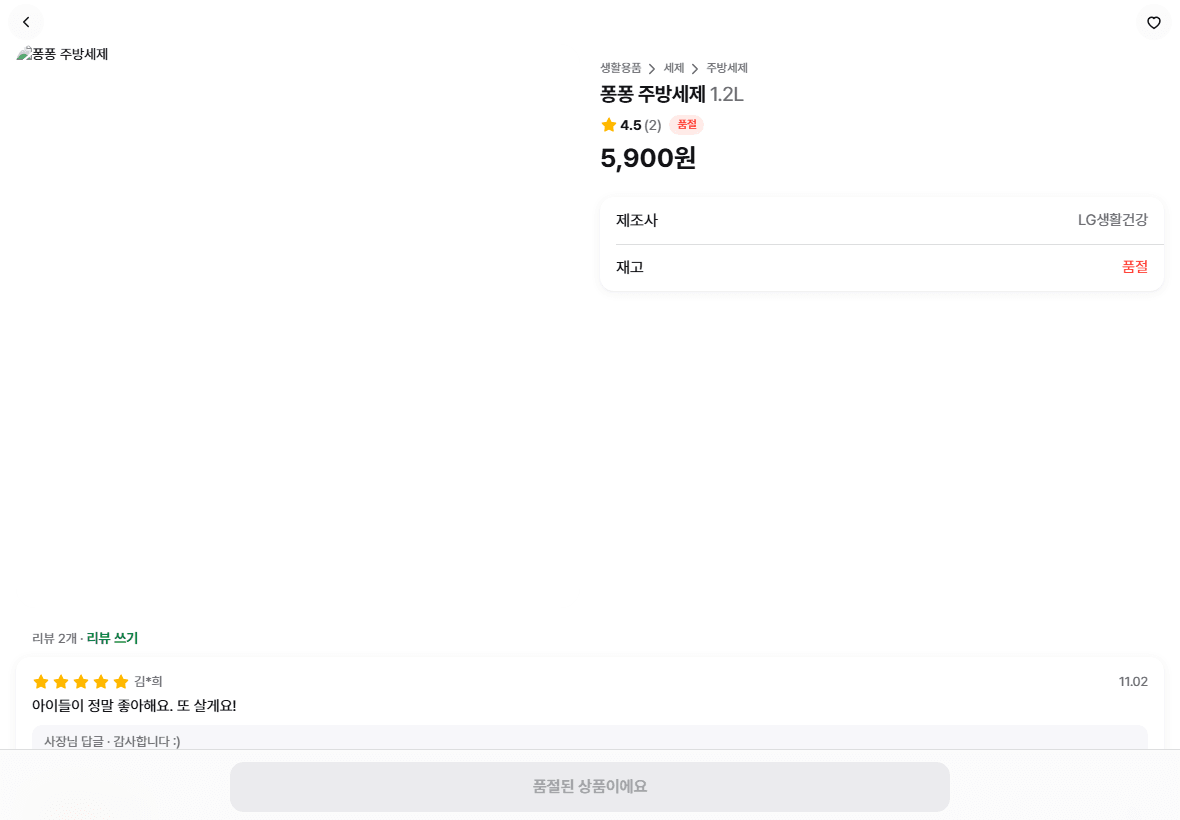 퐁퐁 주방세제
생활용품 > 세제 > 주방세제
퐁퐁 주방세제 1.2L
4.5 (2) 품절
5,900원
제조사 LG생활건강
재고 품절
리뷰 2개 · 리뷰 쓰기
김*희 11.02
아이들이 정말 좋아해요. 또 살게요!
사장님 답글 · 감사합니다 :)
품절된 상품이에요